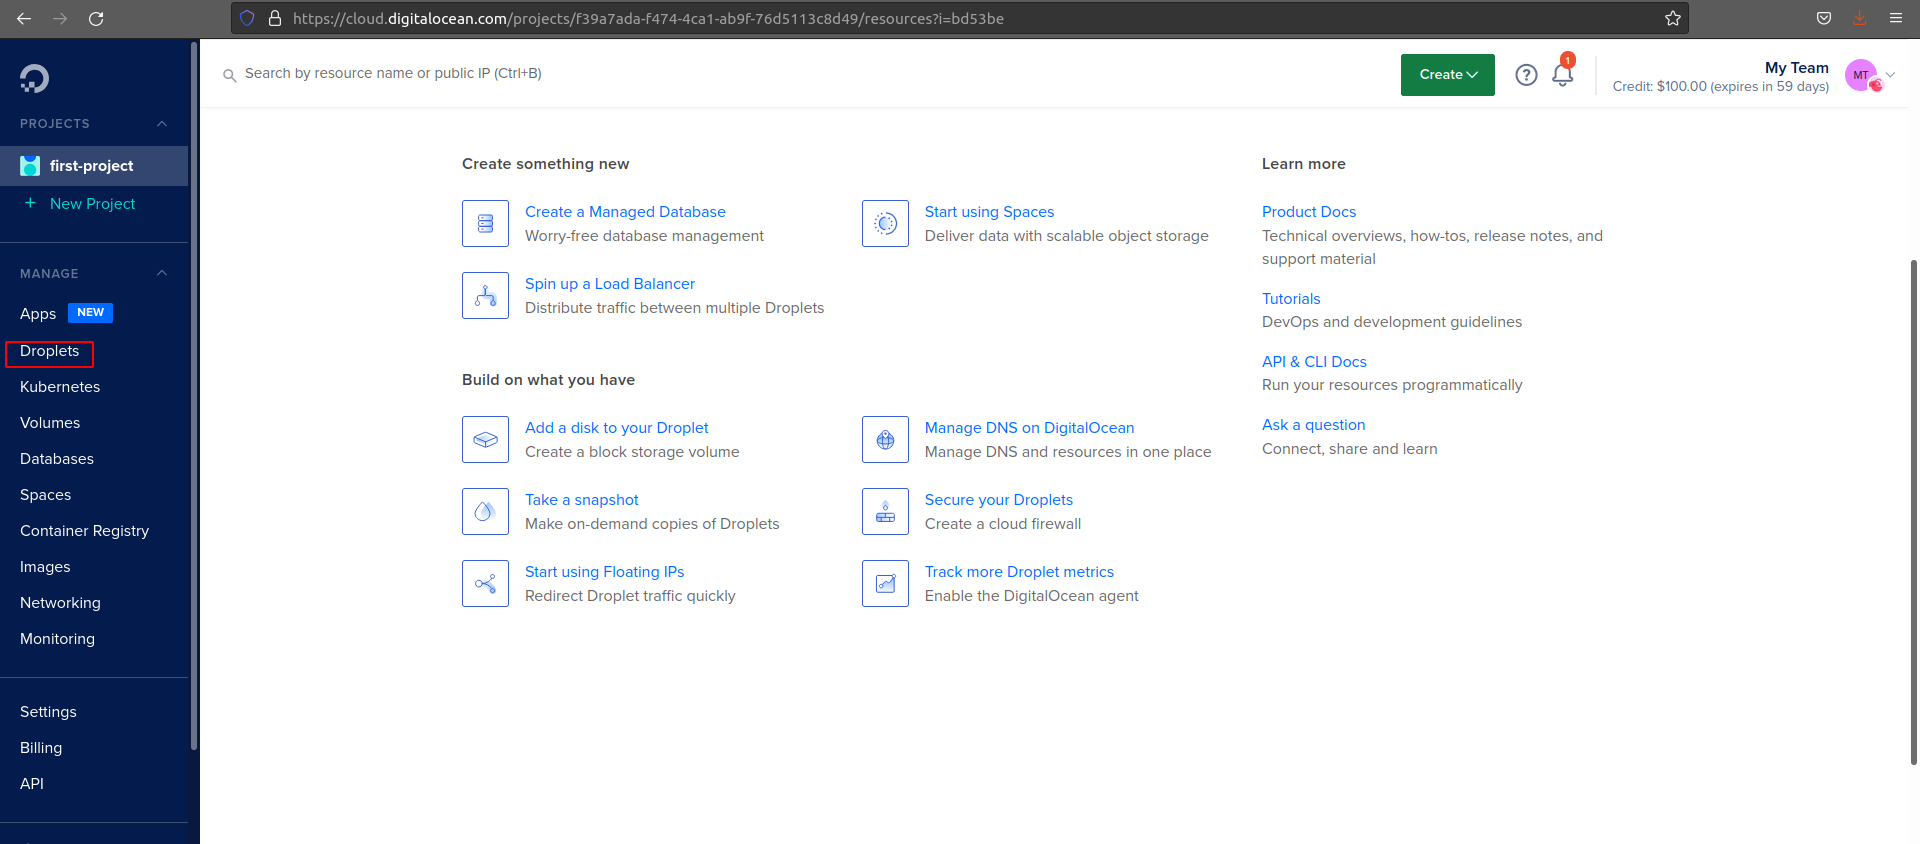 https://cloud.digitalocean.com/projects/f39a7ada-f474-4ca1-ab9f-76d5113c8d49/resources?i=bd53be
Search by resource name or public IP (Ctrl+B)
Create
1
My Team
Credit: $100.00 (expires in 59 days)
MT
PROJECTS
first-project
+ New Project
MANAGE
Apps NEW
Droplets
Kubernetes
Volumes
Databases
Spaces
Container Registry
Images
Networking
Monitoring
Settings
Billing
API
Create something new
Create a Managed Database
Worry-free database management
Start using Spaces
Deliver data with scalable object storage
Spin up a Load Balancer
Distribute traffic between multiple Droplets
Build on what you have
Add a disk to your Droplet
Create a block storage volume
Manage DNS on DigitalOcean
Manage DNS and resources in one place
Take a snapshot
Make on-demand copies of Droplets
Secure your Droplets
Create a cloud firewall
Start using Floating IPs
Redirect Droplet traffic quickly
Track more Droplet metrics
Enable the DigitalOcean agent
Learn more
Product Docs
Technical overviews, how-tos, release notes, and
support material
Tutorials
DevOps and development guidelines
API & CLI Docs
Run your resources programmatically
Ask a question
Connect, share and learn